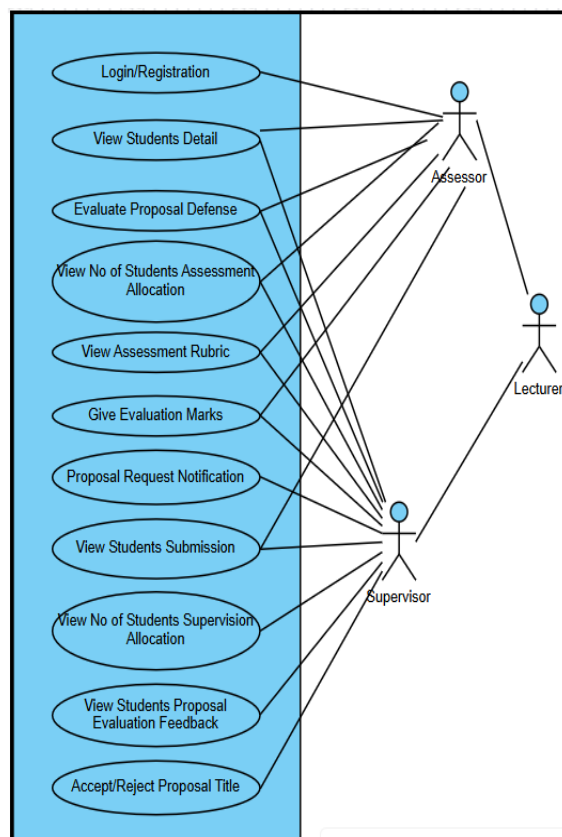 Login/Registration
View Students Detail
Assessor
Evaluate Proposal Defense
View No of Students Assessment
Allocation
View Assessment Rubric
Lecturer
Give Evaluation Marks
Proposal Request Notification
View Students Submission
Supervisor
View No of Students Supervision
Allocation
View Students Proposal
Evaluation Feedback
Accept/Reject Proposal Title